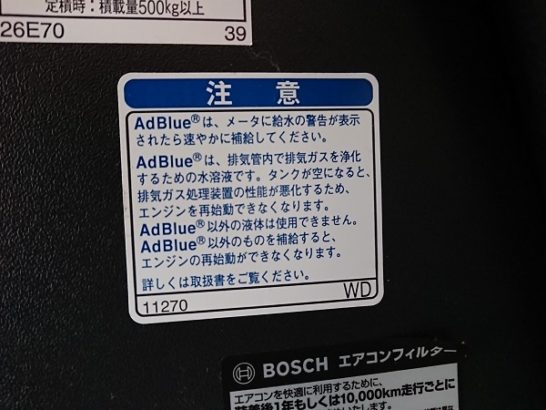 定積時：積載量500kg以上
26E70 39
注意
AdBlue®は、メータに給水の警告が表示
されたら速やかに補給してください。
AdBlue®は、排気管内で排気ガスを浄化
するための水溶液です。タンクが空になると、
排気ガス処理装置の性能が悪化するため、
エンジンを再始動できなくなります。
AdBlue®以外の液体は使用できません。
AdBlue®以外のものを補給すると、
エンジンの再始動ができなくなります。
詳しくは取扱書をご覧ください。
11270 WD
BOSCH エアコンフィルター
エアコンを快適に利用するために、
装着後1年もしくは10,000km走行ごとに